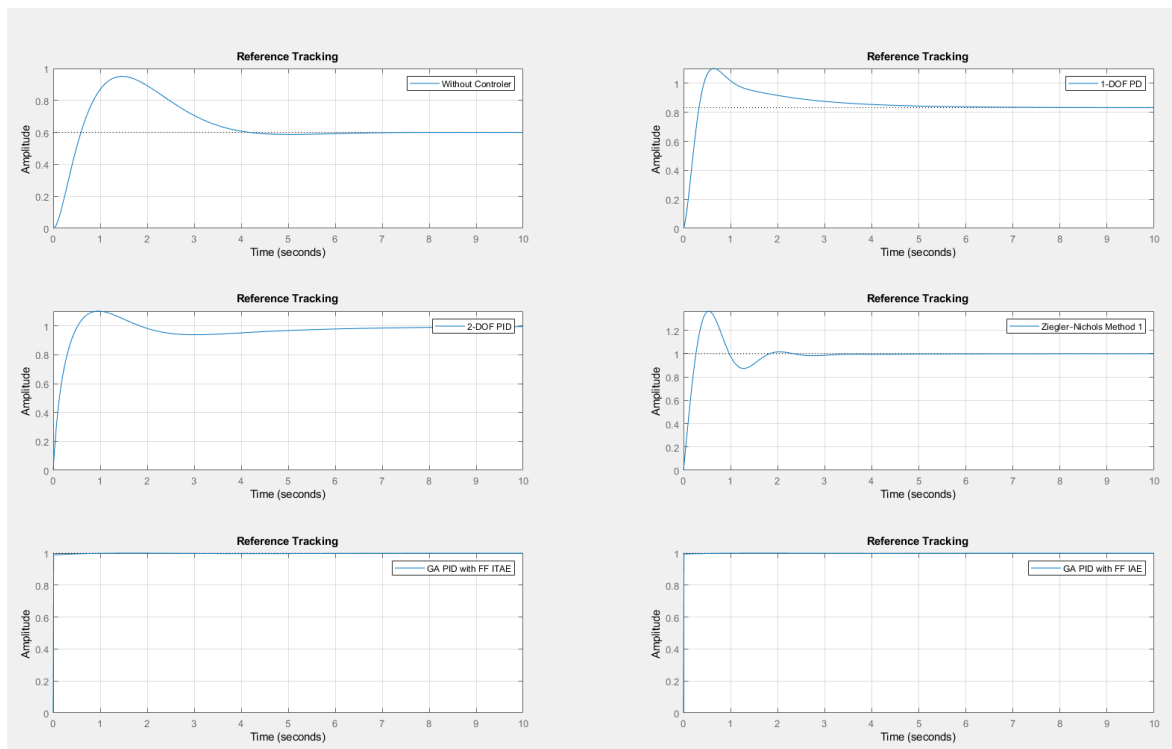 Reference Tracking
1
0.8
0.6
0.4
0.2
0
Amplitude
Without Controler
0 1 2 3 4 5 6 7 8 9 10
Time (seconds)
Reference Tracking
1
0.8
0.6
0.4
0.2
0
Amplitude
1-DOF PD
0 1 2 3 4 5 6 7 8 9 10
Time (seconds)
Reference Tracking
1
0.8
0.6
0.4
0.2
0
Amplitude
2-DOF PID
0 1 2 3 4 5 6 7 8 9 10
Time (seconds)
Reference Tracking
1.2
1
0.8
0.6
0.4
0.2
0
Amplitude
Ziegler-Nichols Method 1
0 1 2 3 4 5 6 7 8 9 10
Time (seconds)
Reference Tracking
1
0.8
0.6
0.4
0.2
0
Amplitude
GA PID with FF ITAE
0 1 2 3 4 5 6 7 8 9 10
Time (seconds)
Reference Tracking
1
0.8
0.6
0.4
0.2
0
Amplitude
GA PID with FF IAE
0 1 2 3 4 5 6 7 8 9 10
Time (seconds)